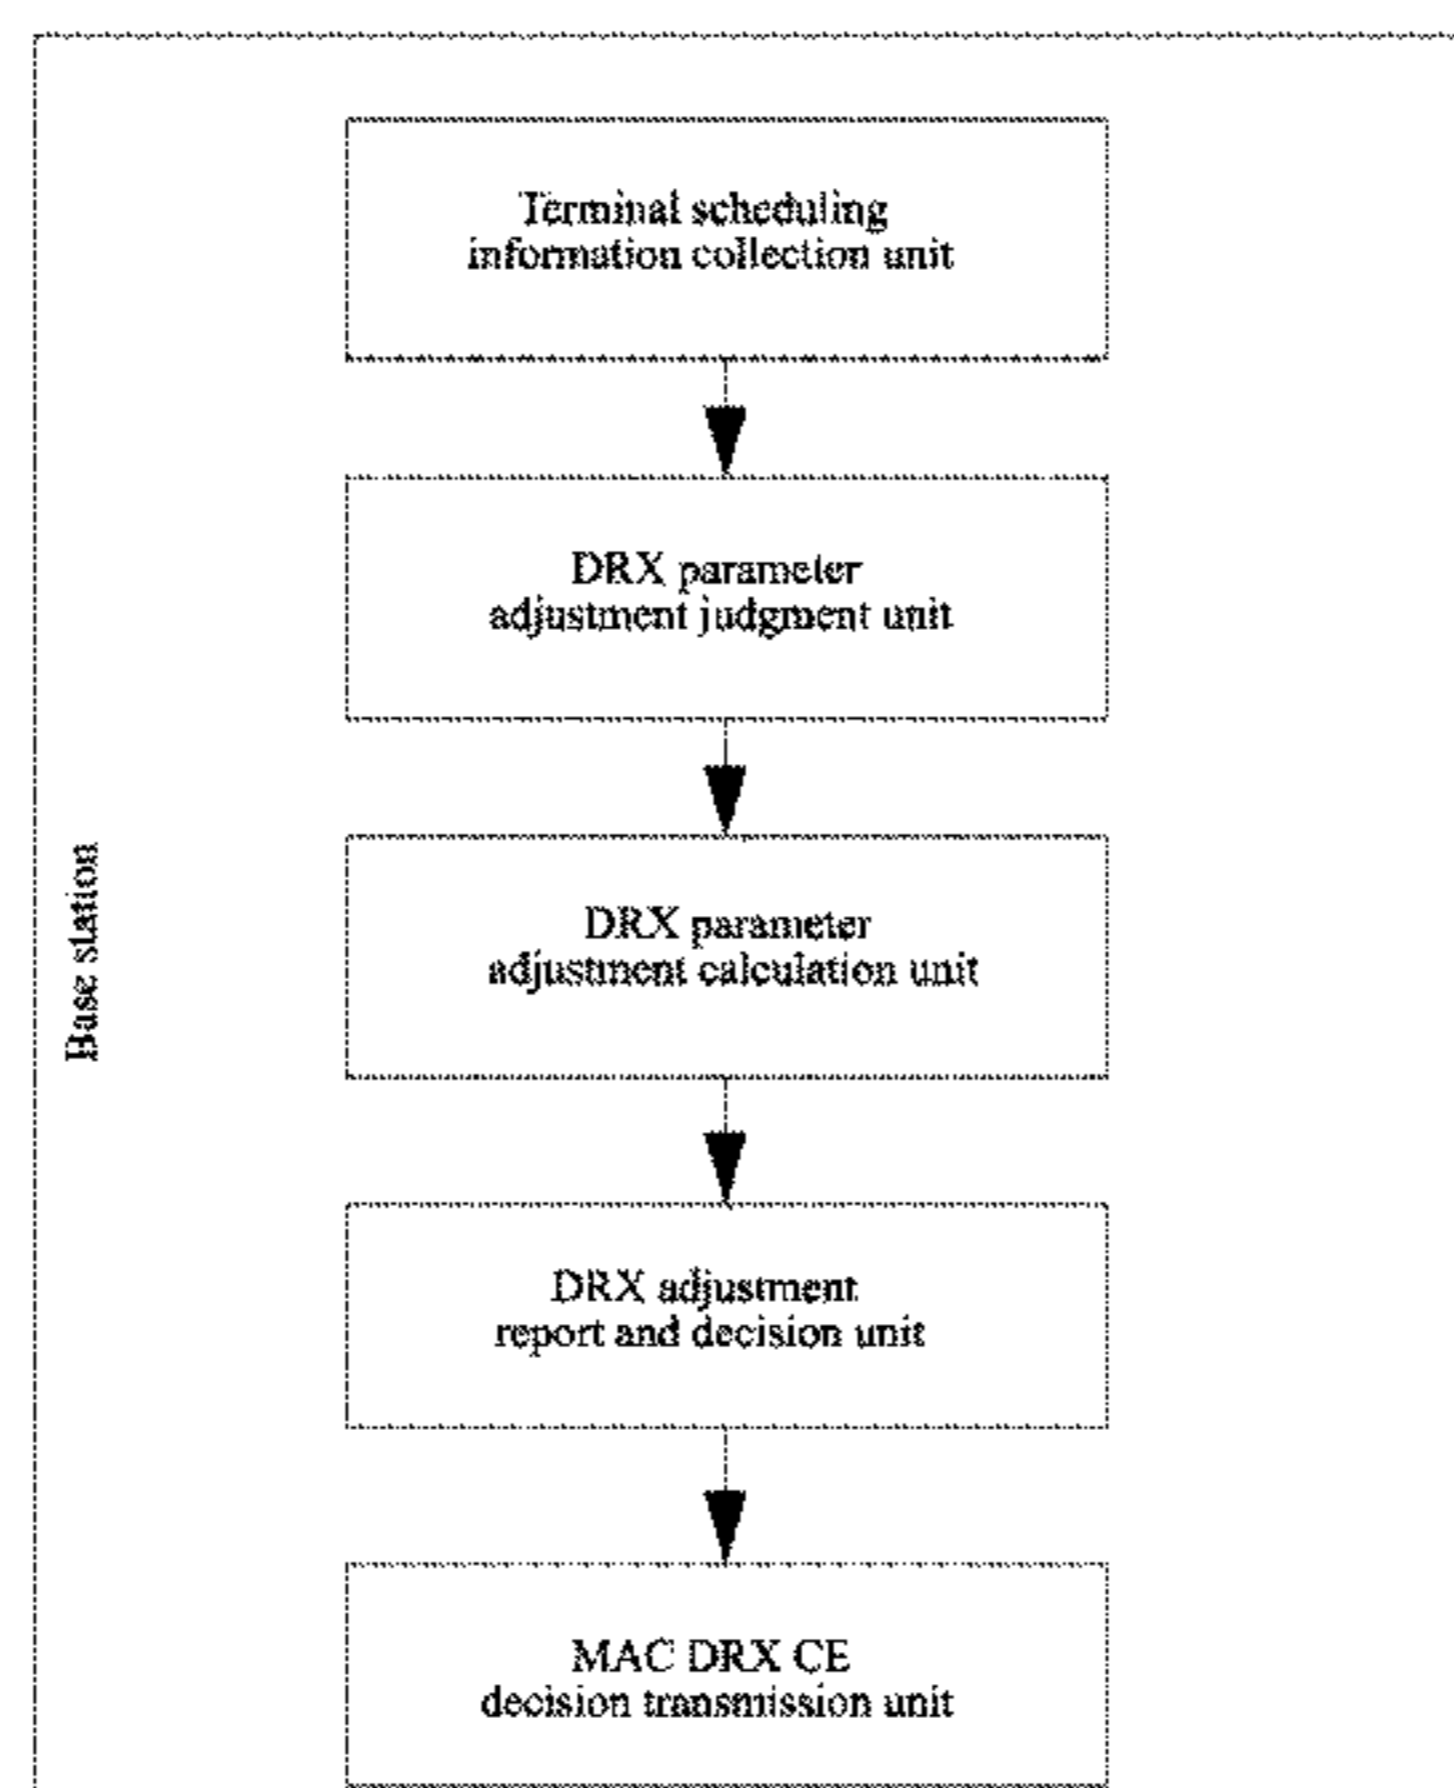 Terminal scheduling
information collection unit
DRX parameter
adjustment judgment unit
DRX parameter
adjustment calculation unit
Base station
DRX adjustment
report and decision unit
MAC DRX CE
decision transmission unit